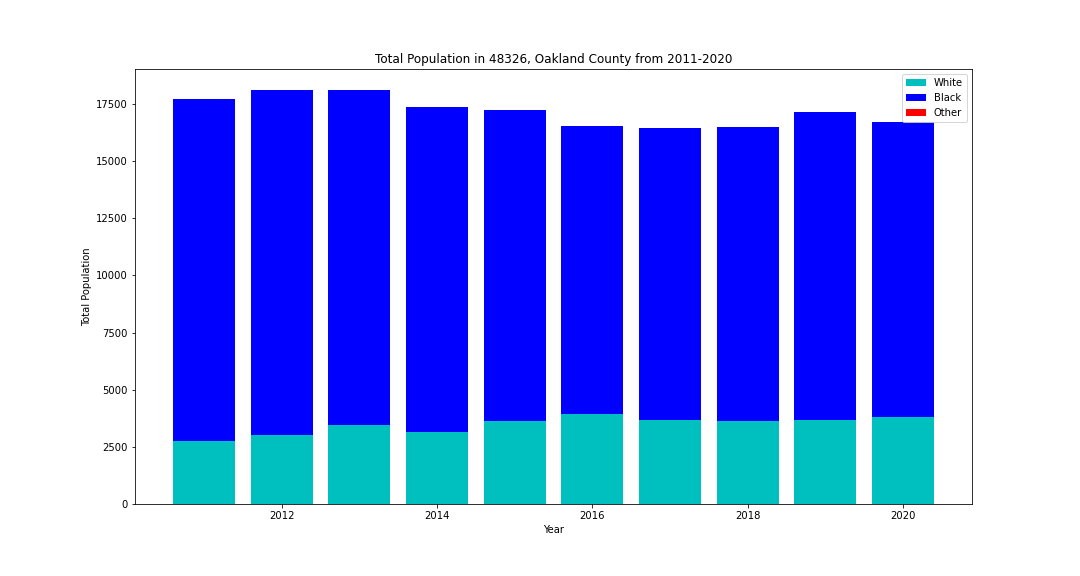 Total Population in 48326, Oakland County from 2011-2020
White
Black
Other
17500
15000
12500
10000
7500
5000
2500
0
Total Population
2012
2014
2016
2018
2020
Year